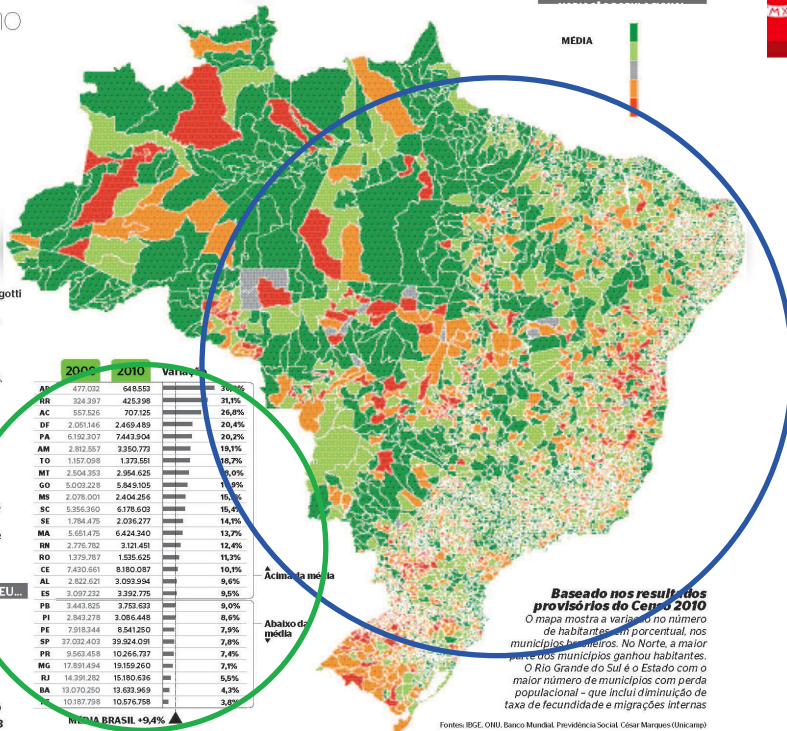 MÉDIA
gotti
2010
477.032 648.553
RR 324.397 425.398 31,1%
AC 557.526 707.125 26,8%
DF 2.051.146 2.469.489 20,4%
PA 6.192.307 7.443.904 20,2%
AM 2.812.557 3.350.773 19,1%
TO 1.157.098 1.373.551 18,7%
MT 2.504.353 2.954.625
GO 5.003.228 5.849.105
MS 2.078.001 2.404.256
SC 5.356.360 6.178.603 15,4%
SE 1.784.475 2.036.277 14,1%
MA 5.651.475 6.424.340 13,7%
RN 2.776.782 3.121.451 12,4%
RO 1.379.787 1.535.625 11,3%
CE 7.430.661 8.180.087 10,1%
AL 2.822.621 3.093.994 9,6%
ES 3.097.232 3.392.775 9,5%
PB 3.443.825 3.753.633 9,0%
PI 2.843.278 3.086.448 8,6%
PE 7.918.344 8.541.250 7,9%
SP 37.032.403 39.924.091 7,8%
PR 9.563.458 10.266.737 7,4%
MG 17.891.494 19.159.260 7,1%
RJ 14.391.282 15.180.636 5,5%
BA 13.070.250 13.633.969 4,3%
10.187.798 10.576.758 3,8%
MÉDIA BRASIL +9,4%
Acima da média
Abaixo da
média
EU...
Baseado nos resultados
provisórios do Censo 2010
O mapa mostra a variação no número
de habitantes, em porcentual, nos
municípios brasileiros. No Norte, a maior
parte dos municípios ganhou habitantes.
O Rio Grande do Sul é o Estado com o
maior número de municípios com perda
populacional – que inclui diminuição de
taxa de fecundidade e migrações internas
Fontes: IBGE, ONU, Banco Mundial, Previdência Social, César Marques (Unicamp)